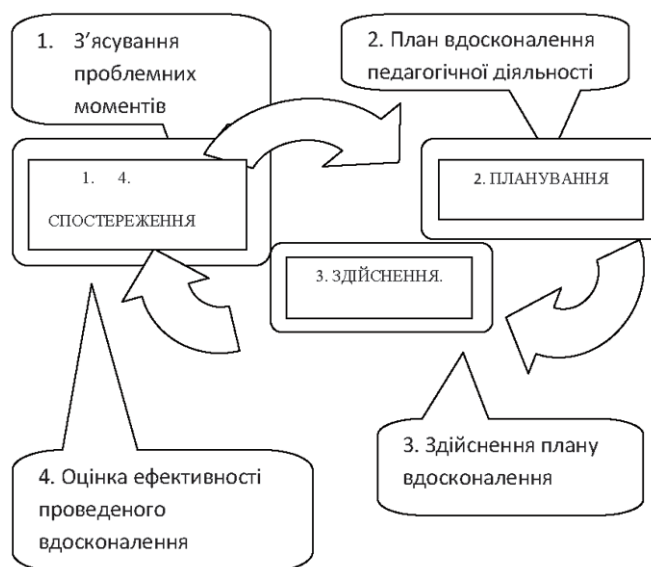 1. З’ясування
проблемних
моментів
2. План вдосконалення
педагогічної діяльності
1. 4.
СПОСТЕРЕЖЕННЯ
2. ПЛАНУВАННЯ
3. ЗДІЙСНЕННЯ.
3. Здійснення плану
вдосконалення
4. Оцінка ефективності
проведеного
вдосконалення